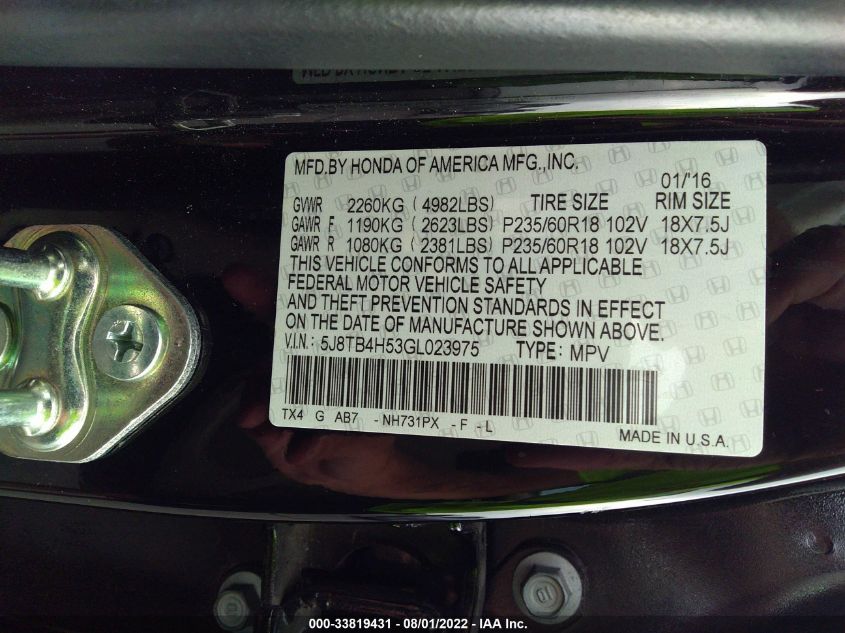 MFD.BY HONDA OF AMERICA MFG.,INC.
01/'16
GVWR 2260KG (4982LBS) TIRE SIZE RIM SIZE
GAWR F 1190KG (2623LBS) P235/60R18 102V 18X7.5J
GAWR R 1080KG (2381LBS) P235/60R18 102V 18X7.5J
THIS VEHICLE CONFORMS TO ALL APPLICABLE
FEDERAL MOTOR VEHICLE SAFETY
AND THEFT PREVENTION STANDARDS IN EFFECT
ON THE DATE OF MANUFACTURE SHOWN ABOVE.
V.I.N.: 5J8TB4H53GL023975 TYPE: MPV
TX4 G AB7 -NH731PX -F -L
MADE IN U.S.A.
000-33819431 - 08/01/2022 - IAA Inc.